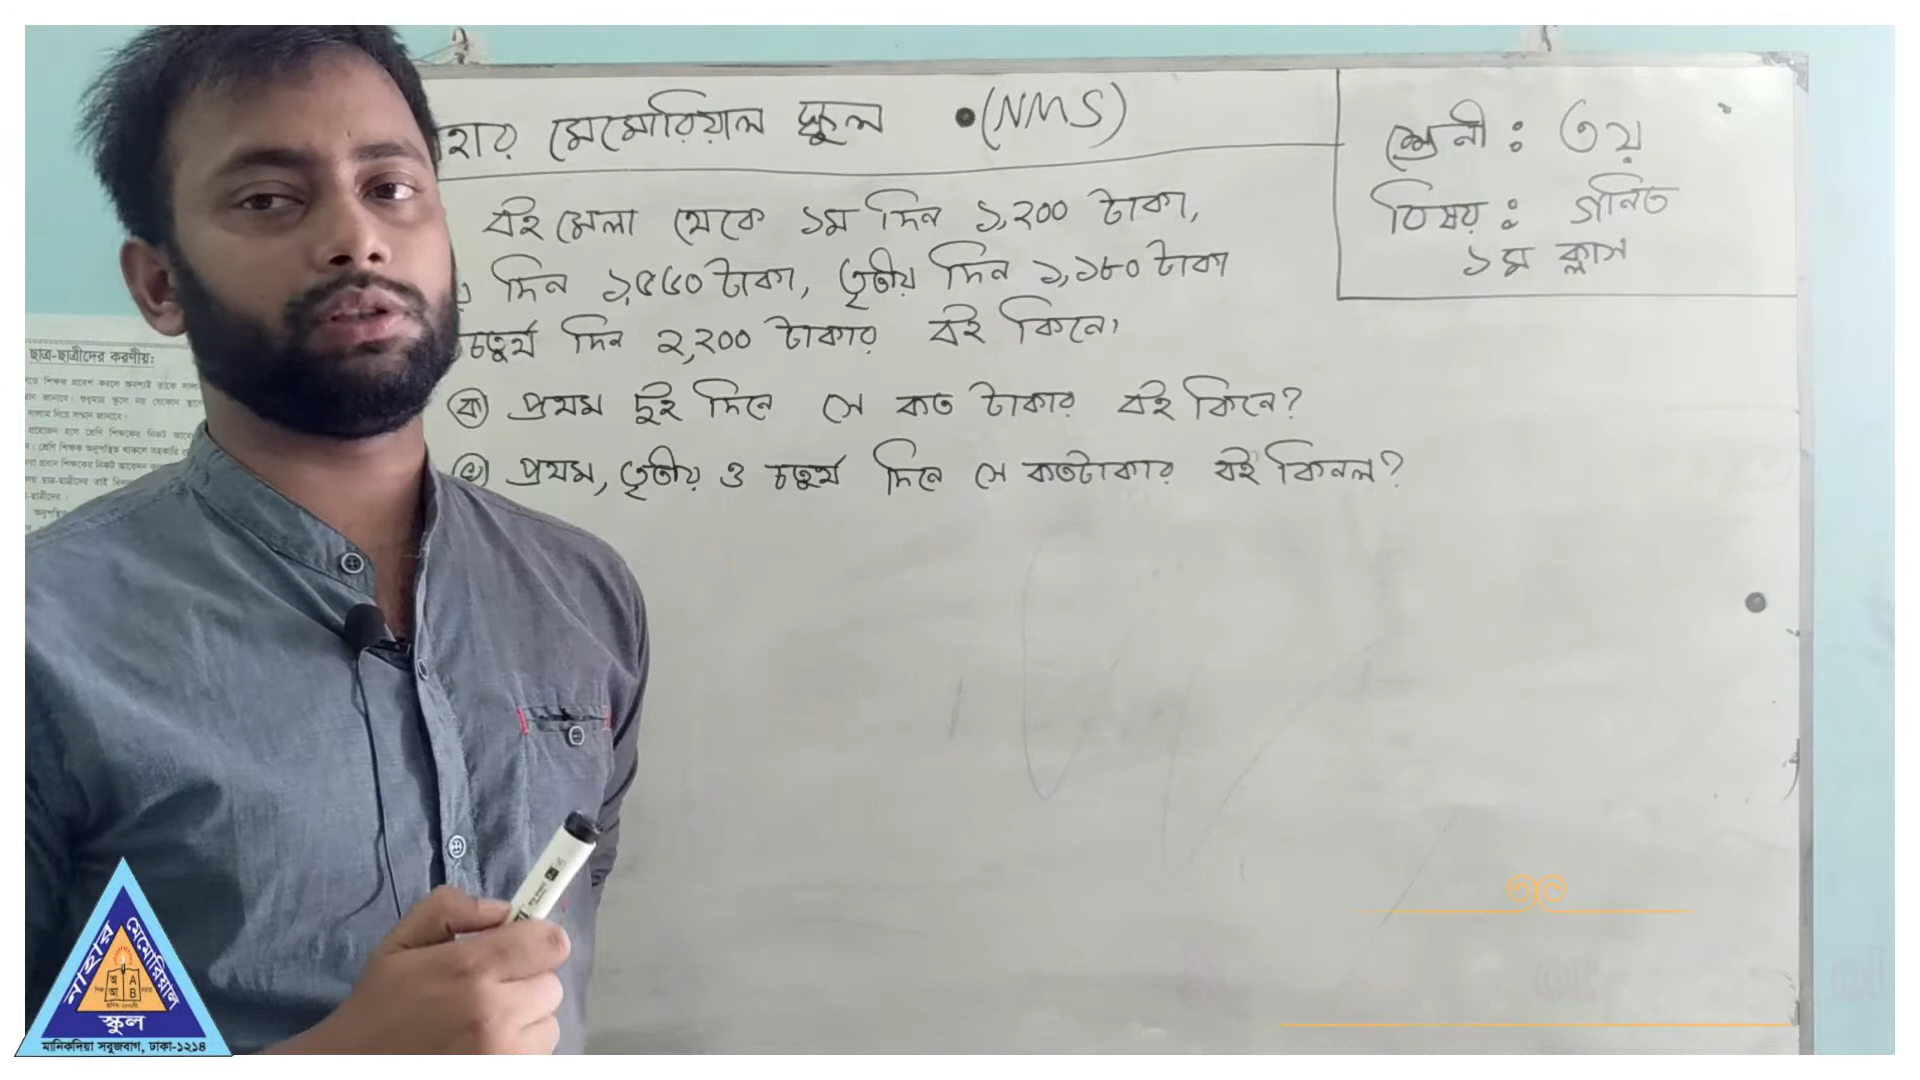 মেমোরিয়াল স্কুল • (NMS)
শ্রেনী : ৩য়
বিষয় : গনিত
১ম ক্লাস
বই মেলা থেকে ১ম দিন ১,২০০ টাকা,
দিন ১,৫৫০ টাকা, তৃতীয় দিন ১,১৮০ টাকা
চতুর্থ দিন ২,২০০ টাকার বই কিনে।
(ক) প্রথম দুই দিনে সে কত টাকার বই কিনে?
(খ) প্রথম, তৃতীয় ও চতুর্থ দিনে সে কতটাকার বই কিনল?
ছাত্র-ছাত্রীদের করণীয়:
নাহার মেমোরিয়াল
স্কুল
মানিকদিয়া সবুজবাগ, ঢাকা-১২১৪